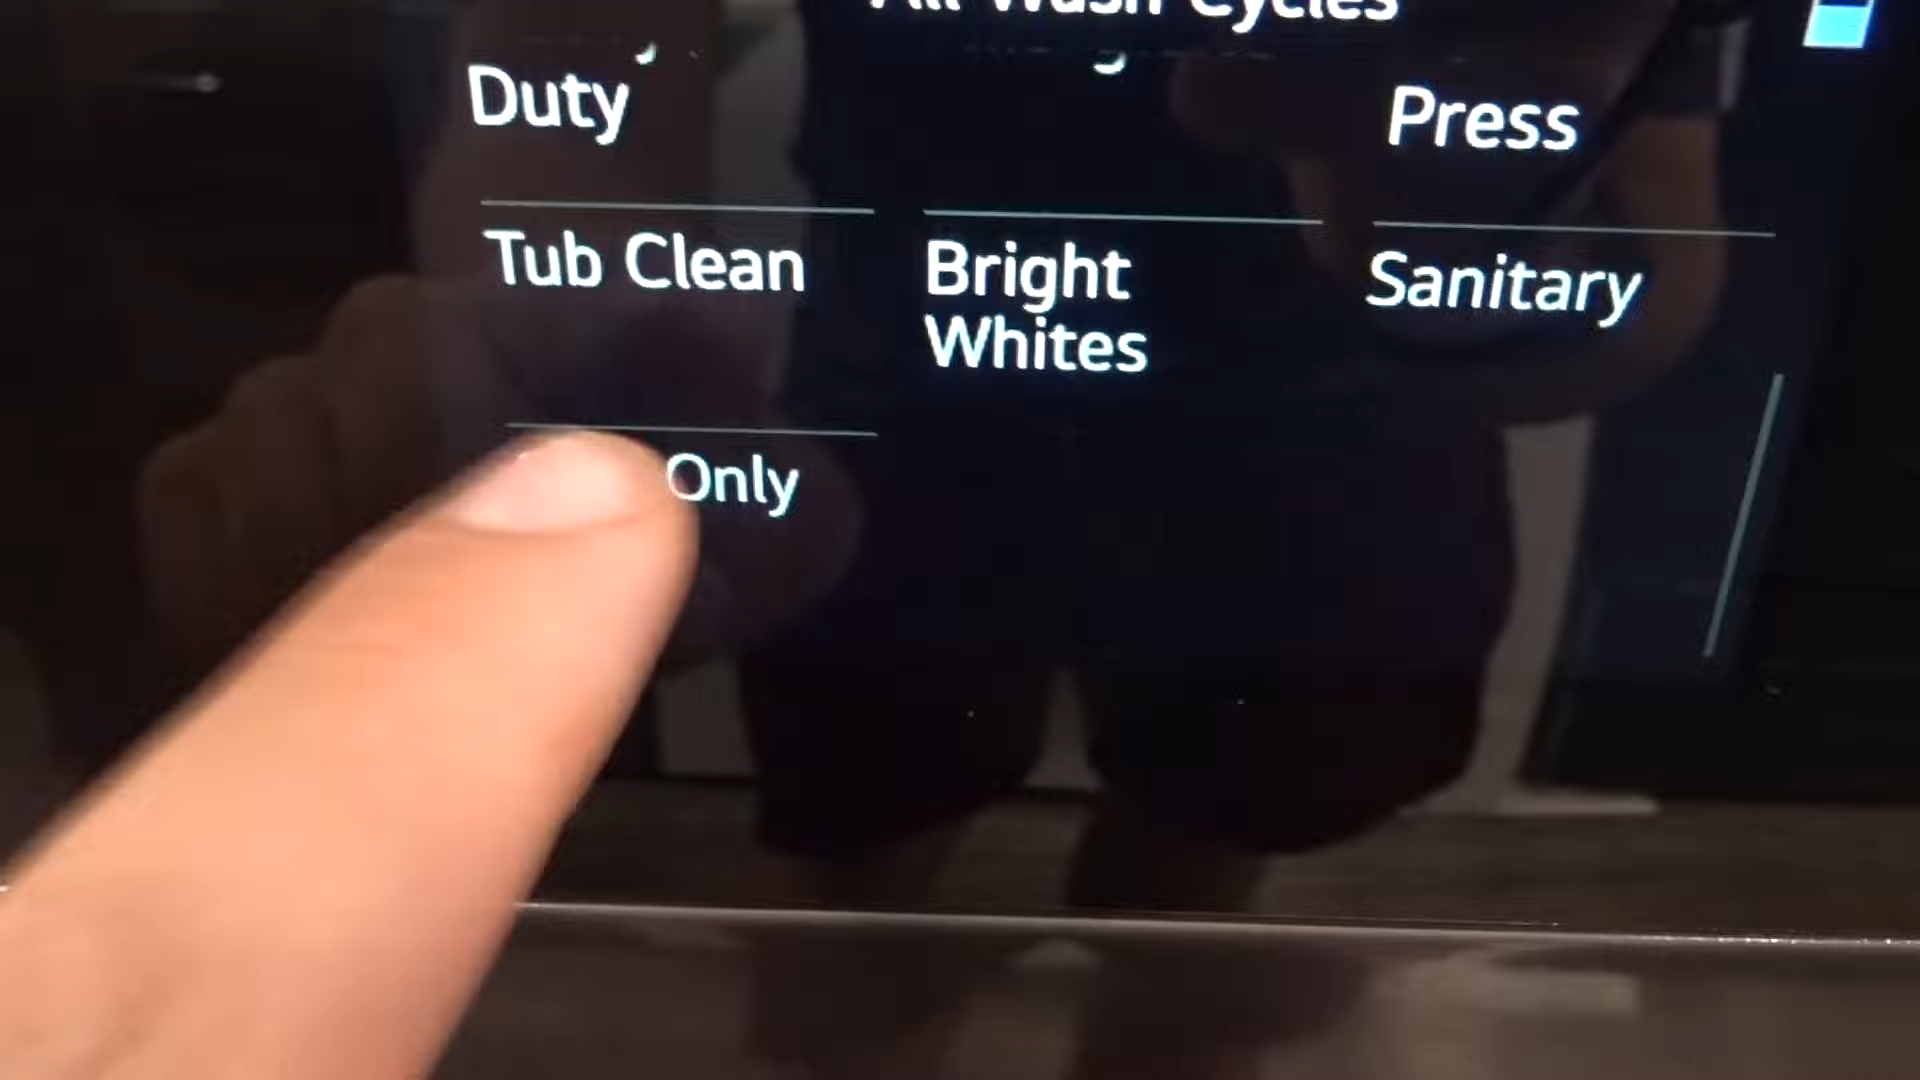 All Wash Cycles
Duty
Press
Tub Clean
Bright
Whites
Sanitary
Only